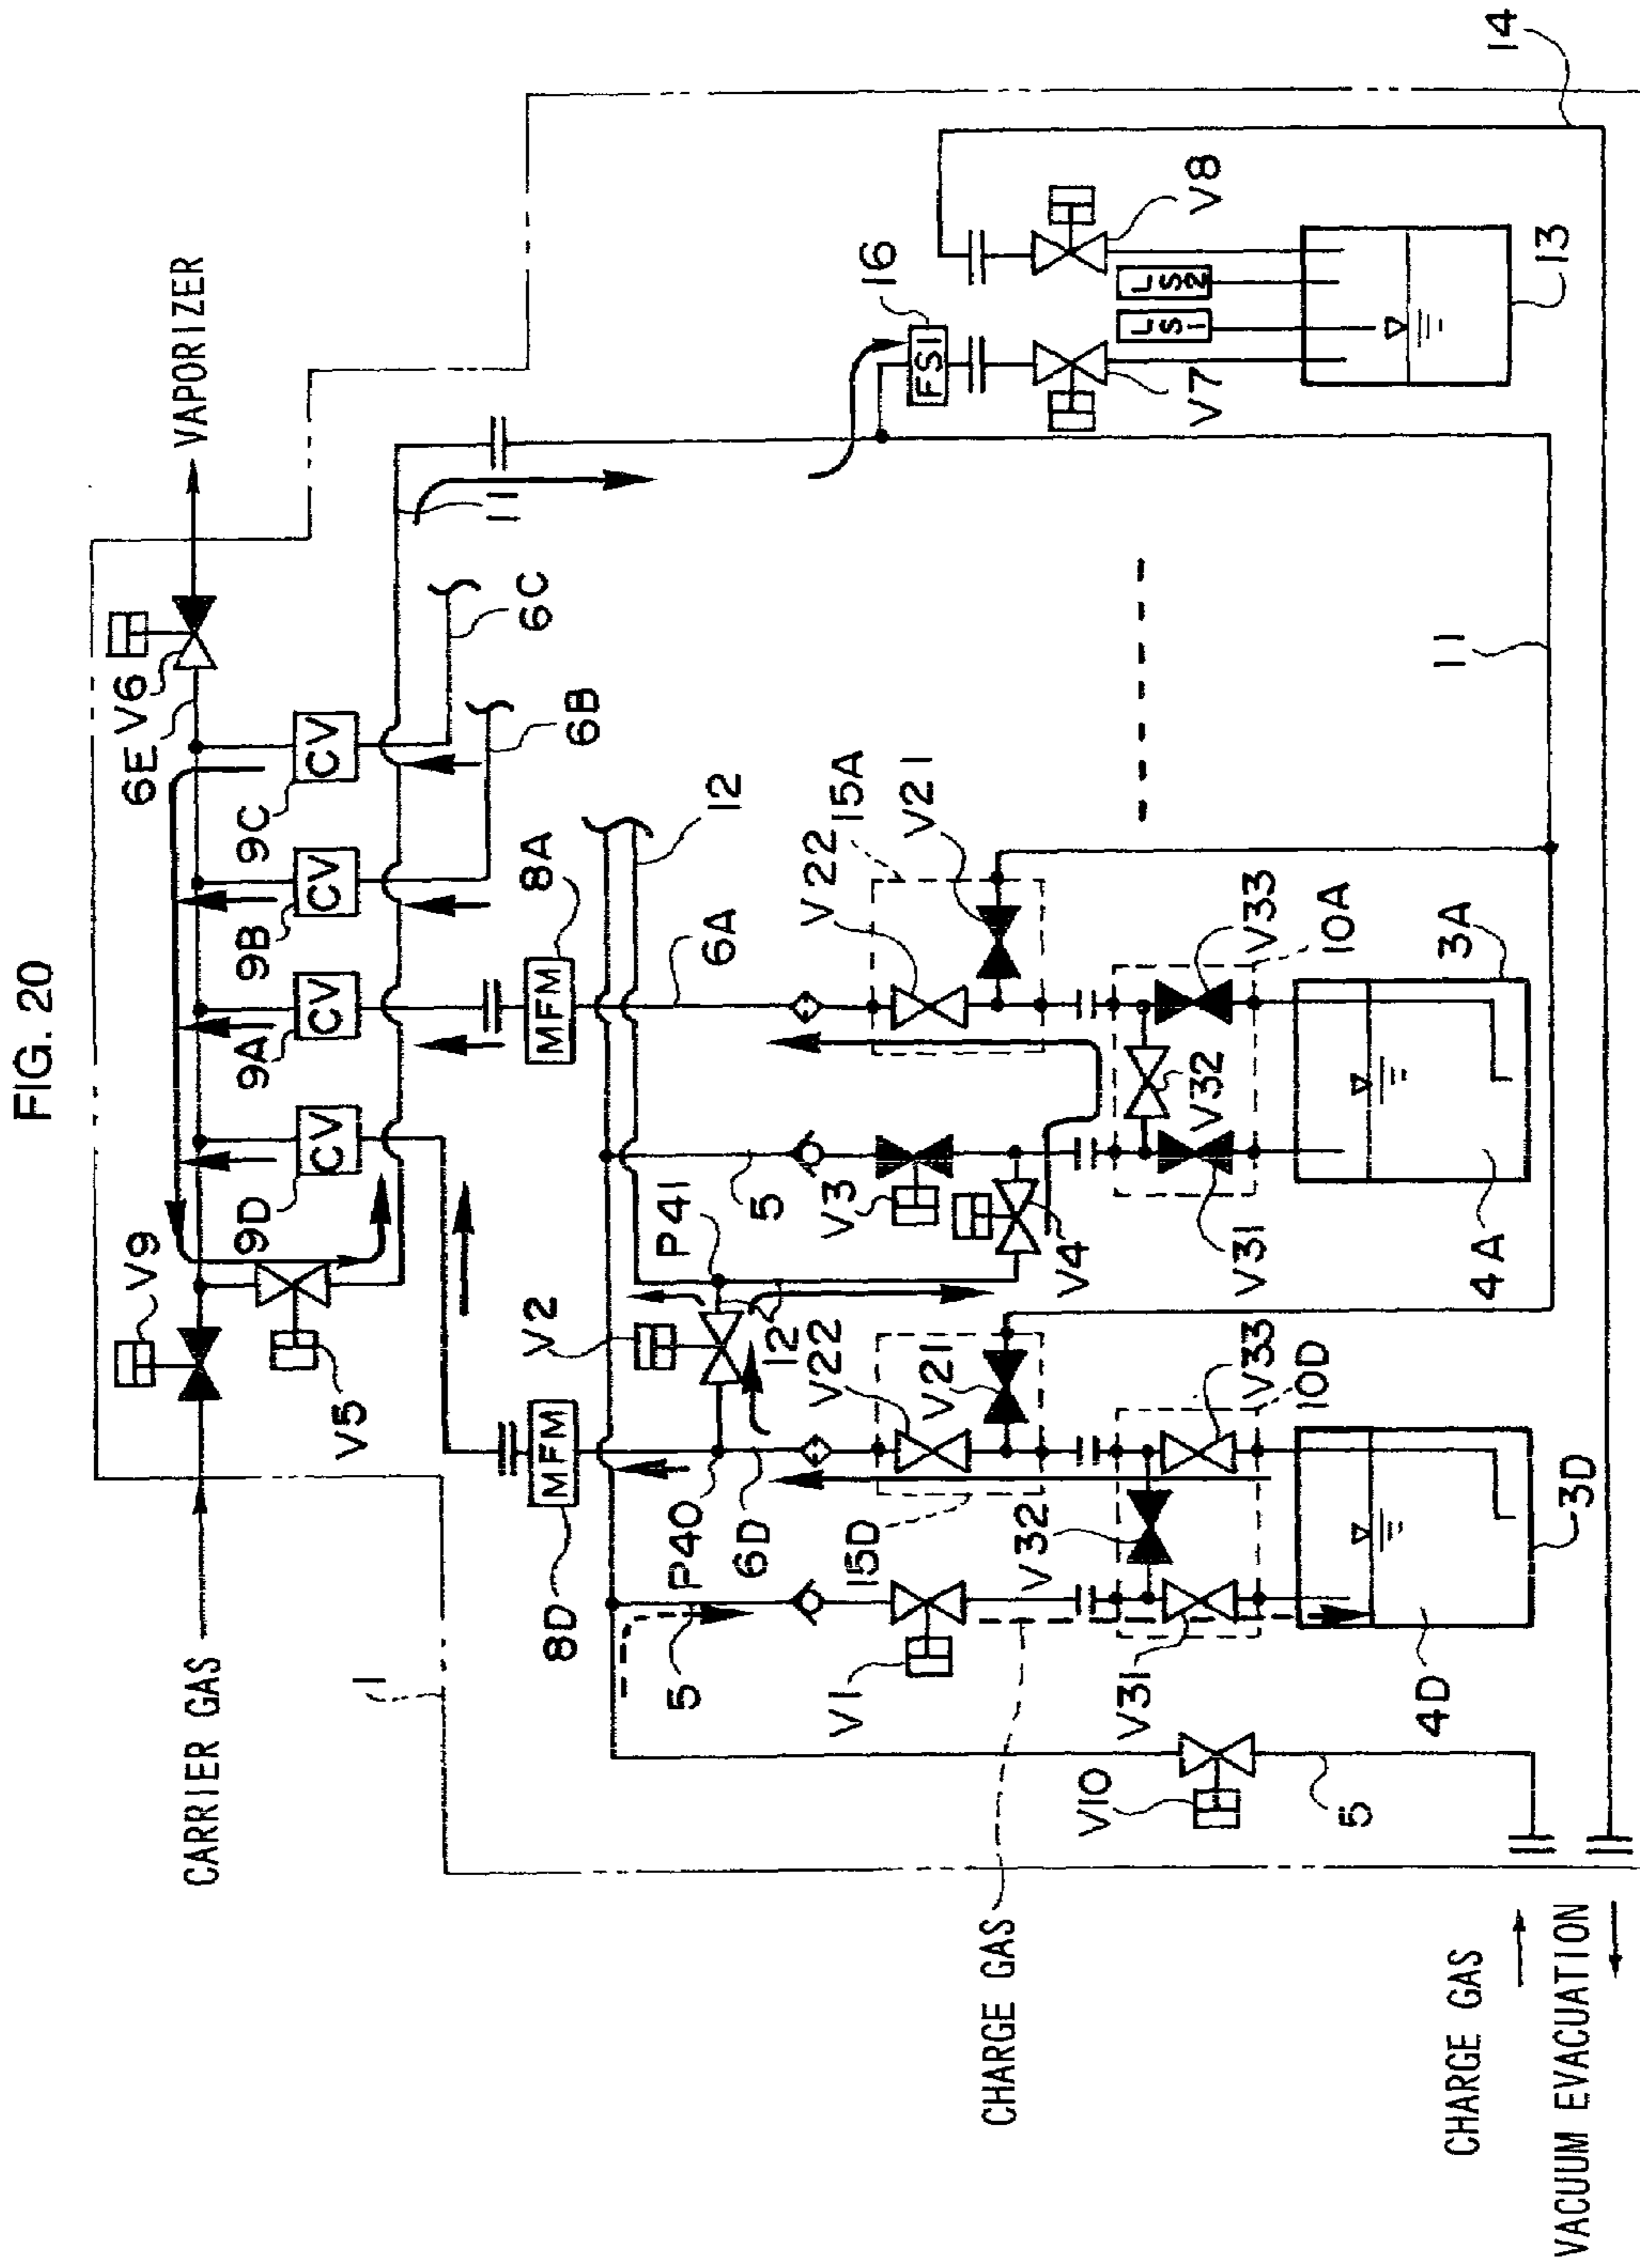 FIG. 20
CARRIER GAS
VAPORIZER
V9
V5
V6
6E
9D
9A
9B
9C
CV
CV
CV
CV
6C
6B
11
1
8D
MFM
8A
MFM
V2
P41
P40
12
12
6D
6A
5
5
V1
V3
V4
15D
V22
V21
15A
V22
V21
16
FS1
V7
V8
LS1
LS2
14
V32
V31
V33
10D
V31
V32
V33
10A
4D
3D
4A
3A
13
11
V10
5
CHARGE GAS
CHARGE GAS
VACUUM EVACUATION